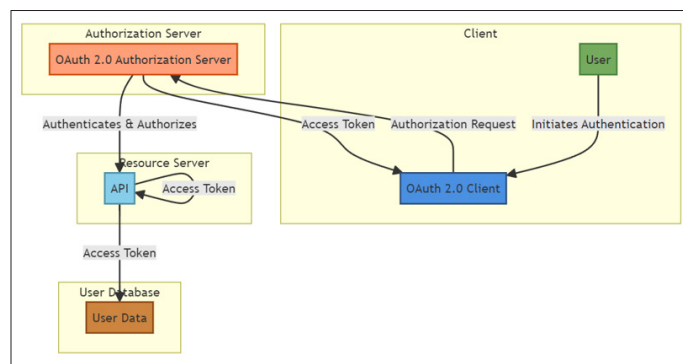 Authorization Server
Client
OAuth 2.0 Authorization Server
User
Authenticates & Authorizes
Access Token
Authorization Request
Initiates Authentication
Resource Server
API
Access Token
OAuth 2.0 Client
Access Token
User Database
User Data